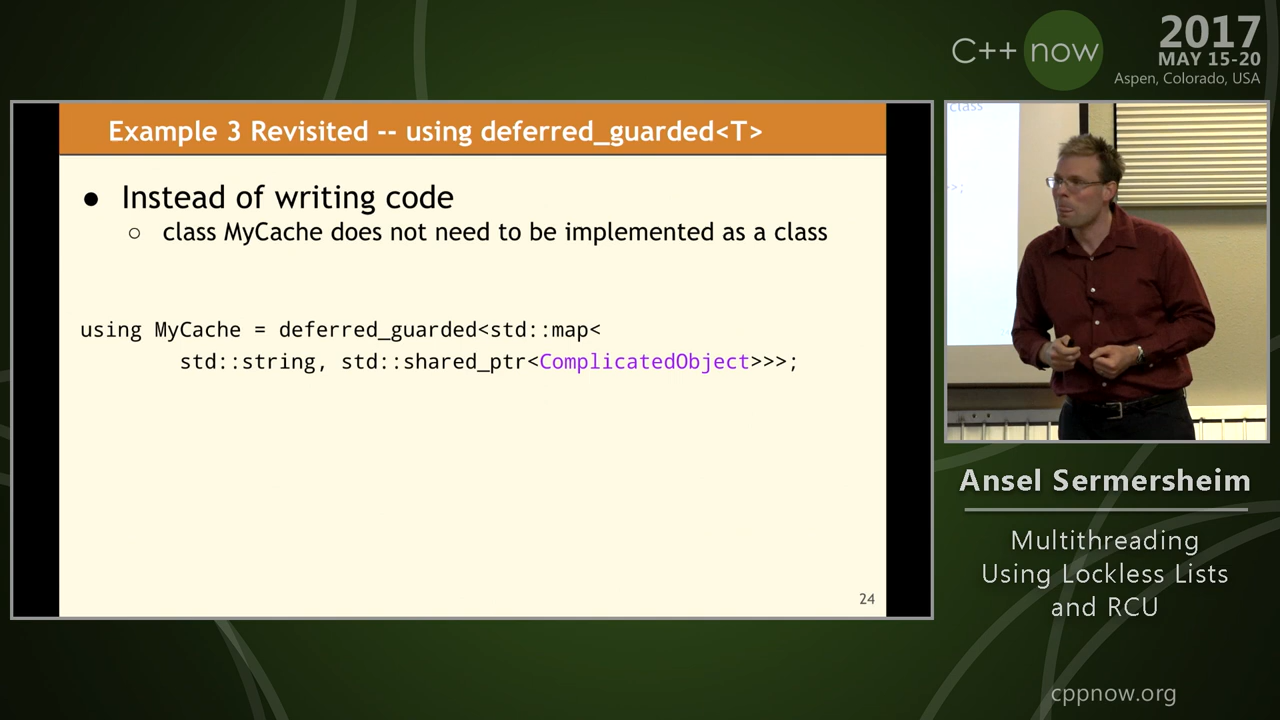 C++ now
2017
MAY 15-20
Aspen, Colorado, USA
Example 3 Revisited -- using deferred_guarded<T>
● Instead of writing code
○ class MyCache does not need to be implemented as a class
using MyCache = deferred_guarded<std::map<
std::string, std::shared_ptr<ComplicatedObject>>>;
24
class
>>;
Ansel Sermersheim
Multithreading
Using Lockless Lists
and RCU
cppnow.org